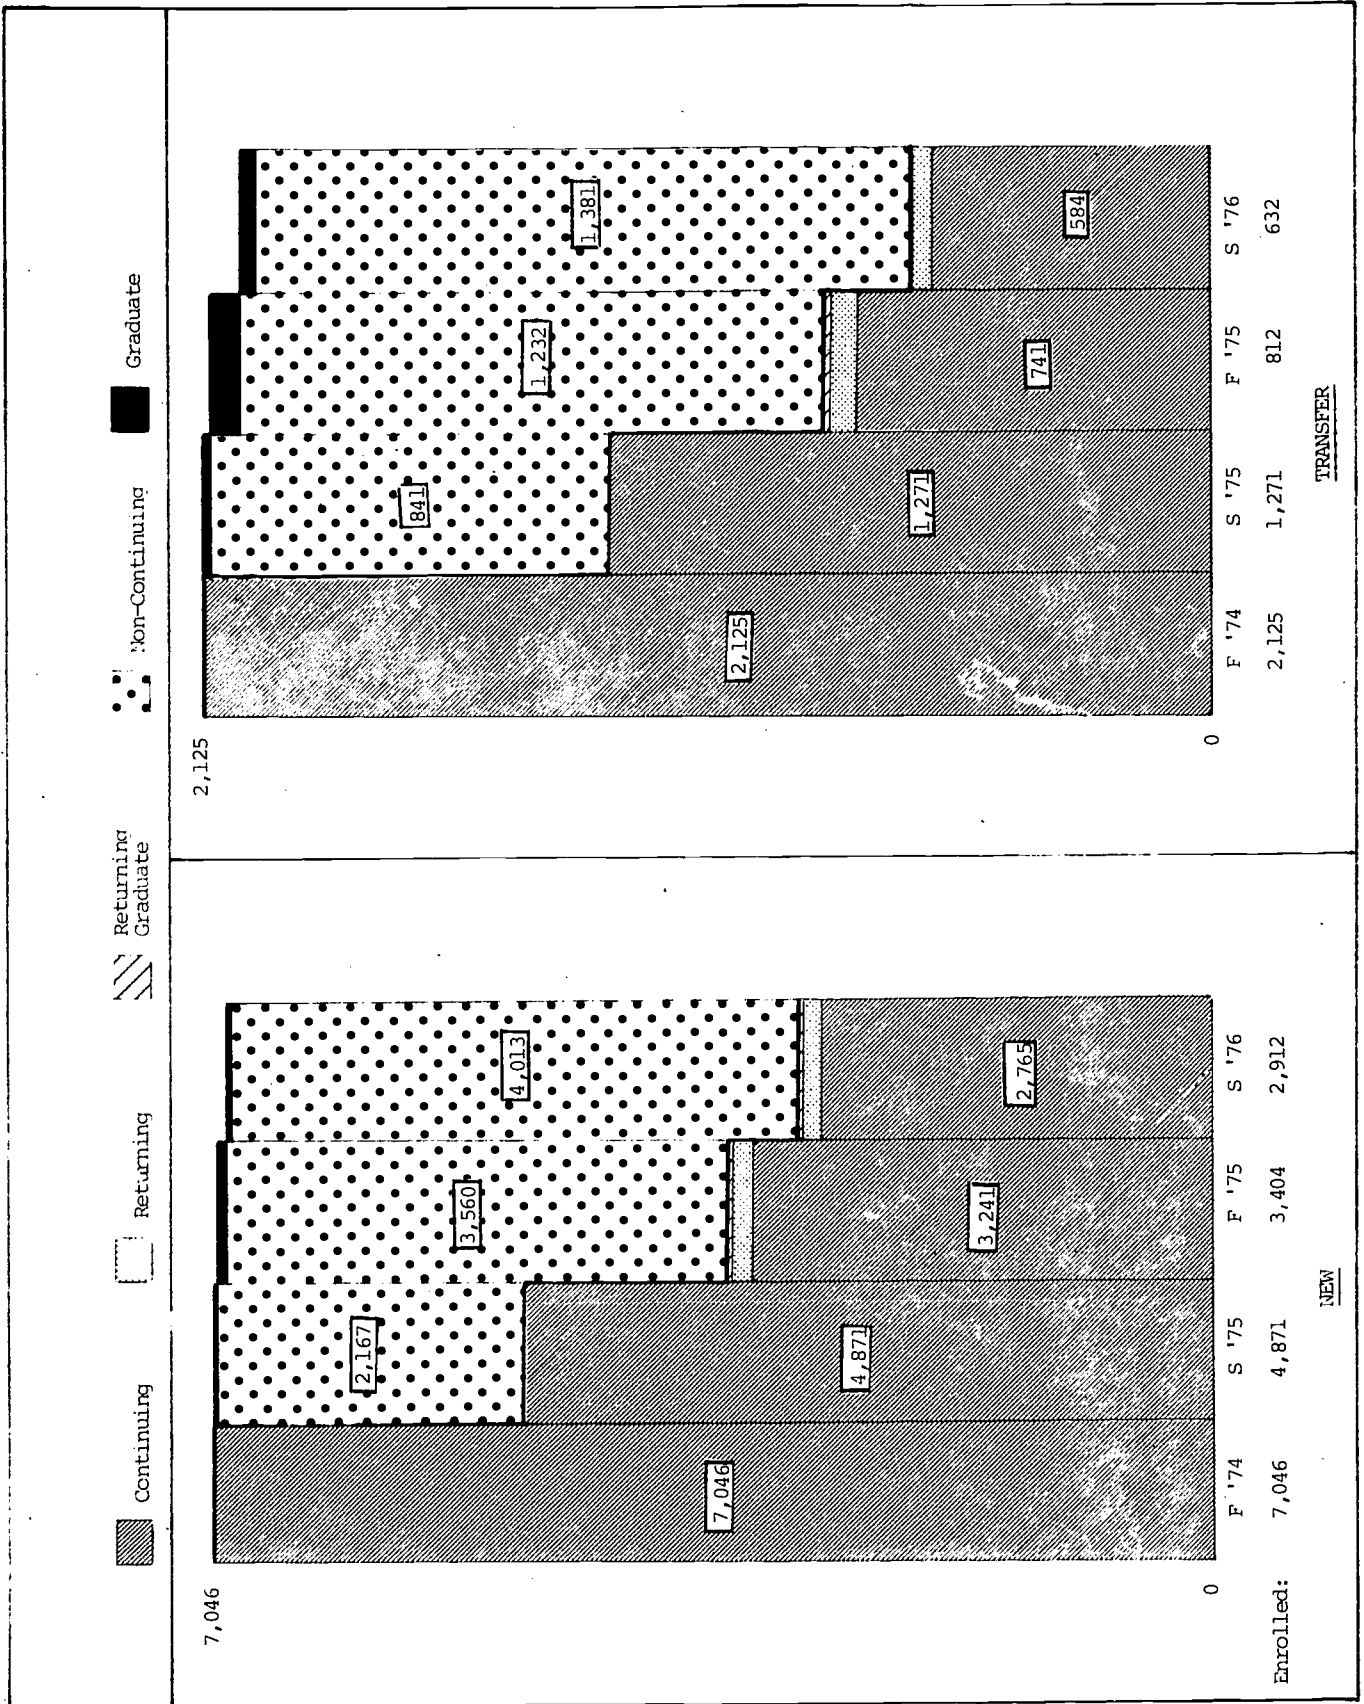 Continuing Returning Returning Graduate Non-Continuing Graduate
7,046
7,046
2,167
4,871
3,560
3,241
4,013
2,765
0
F '74 S '75 F '75 S '76
Enrolled: 7,046 4,871 3,404 2,912
NEW
2,125
2,125
841
1,271
1,232
741
1,381
584
0
F '74 S '75 F '75 S '76
2,125 1,271 812 632
TRANSFER